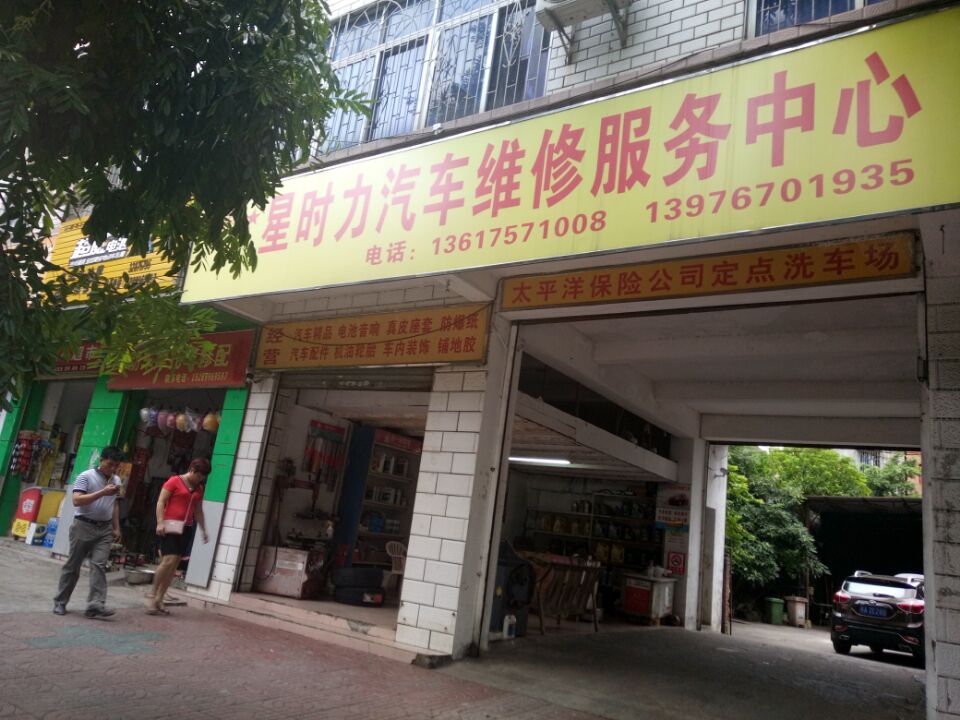 星时力汽车维修服务中心
电话：13617571008 13976701935
太平洋保险公司定点洗车场
经营
汽车精品 电池音响 真皮座套 防爆纸
汽车配件 机油轮胎 车内装饰 铺地胶